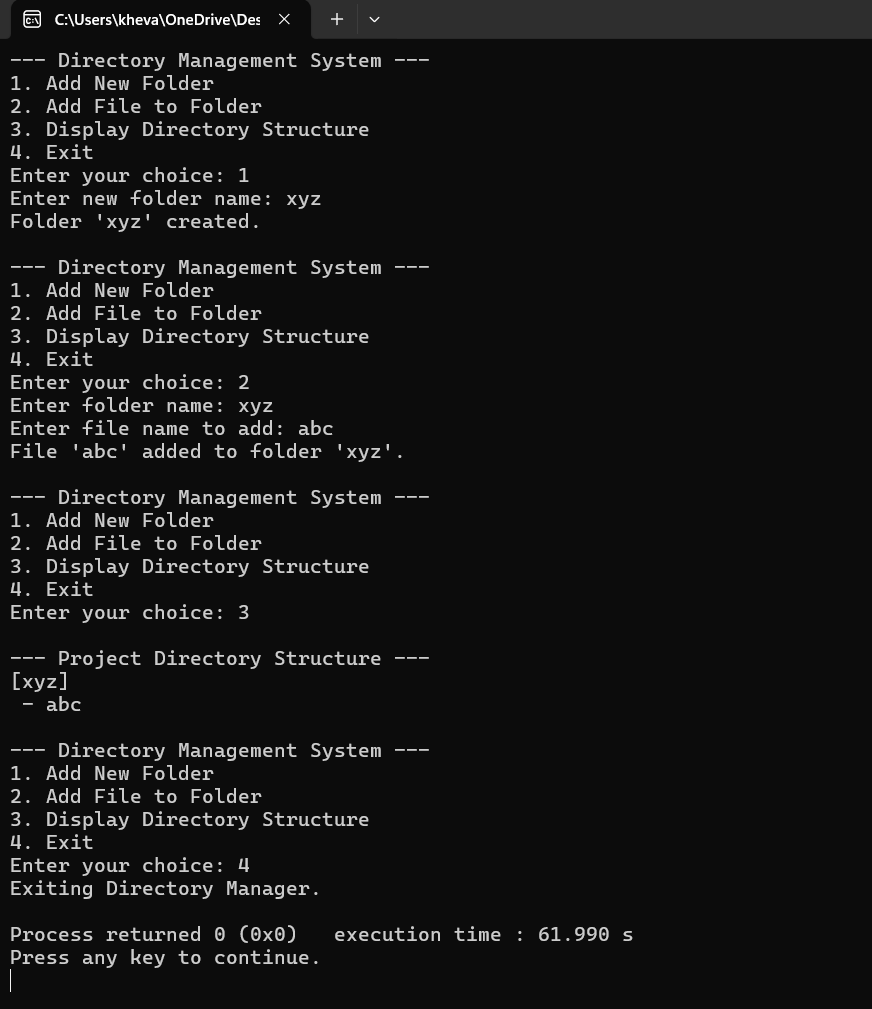 C:\Users\kheva\OneDrive\Des
--- Directory Management System ---
1. Add New Folder
2. Add File to Folder
3. Display Directory Structure
4. Exit
Enter your choice: 1
Enter new folder name: xyz
Folder 'xyz' created.
--- Directory Management System ---
1. Add New Folder
2. Add File to Folder
3. Display Directory Structure
4. Exit
Enter your choice: 2
Enter folder name: xyz
Enter file name to add: abc
File 'abc' added to folder 'xyz'.
--- Directory Management System ---
1. Add New Folder
2. Add File to Folder
3. Display Directory Structure
4. Exit
Enter your choice: 3
--- Project Directory Structure ---
[xyz]
 - abc
--- Directory Management System ---
1. Add New Folder
2. Add File to Folder
3. Display Directory Structure
4. Exit
Enter your choice: 4
Exiting Directory Manager.
Process returned 0 (0x0)   execution time : 61.990 s
Press any key to continue.